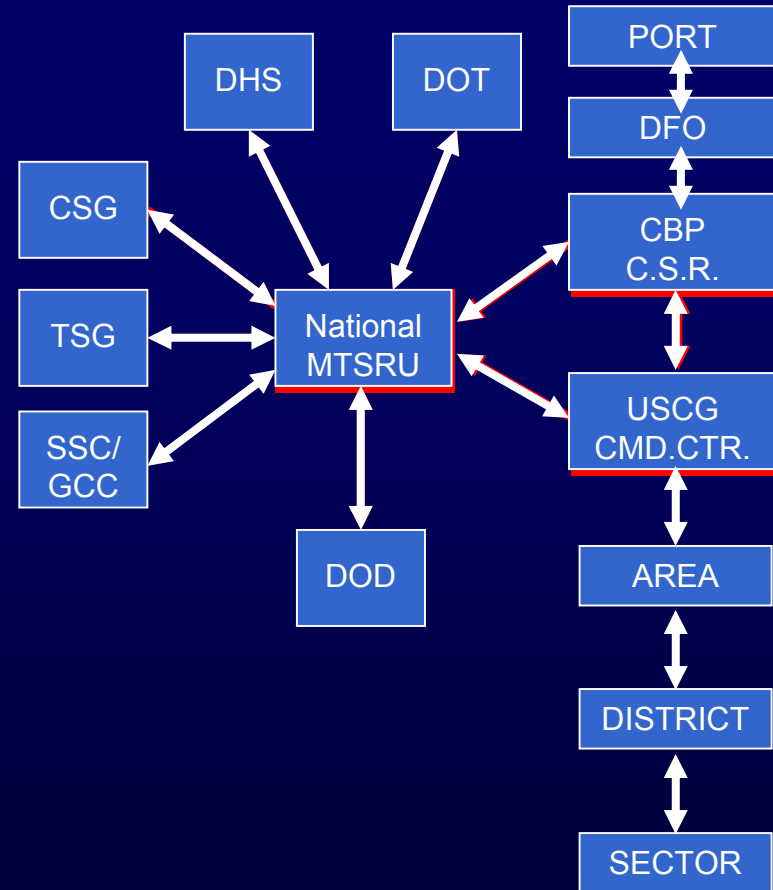 PORT
DHS
DOT
DFO
CSG
CBP
C.S.R.
TSG
National
MTSRU
USCG
CMD.CTR.
SSC/
GCC
DOD
AREA
DISTRICT
SECTOR